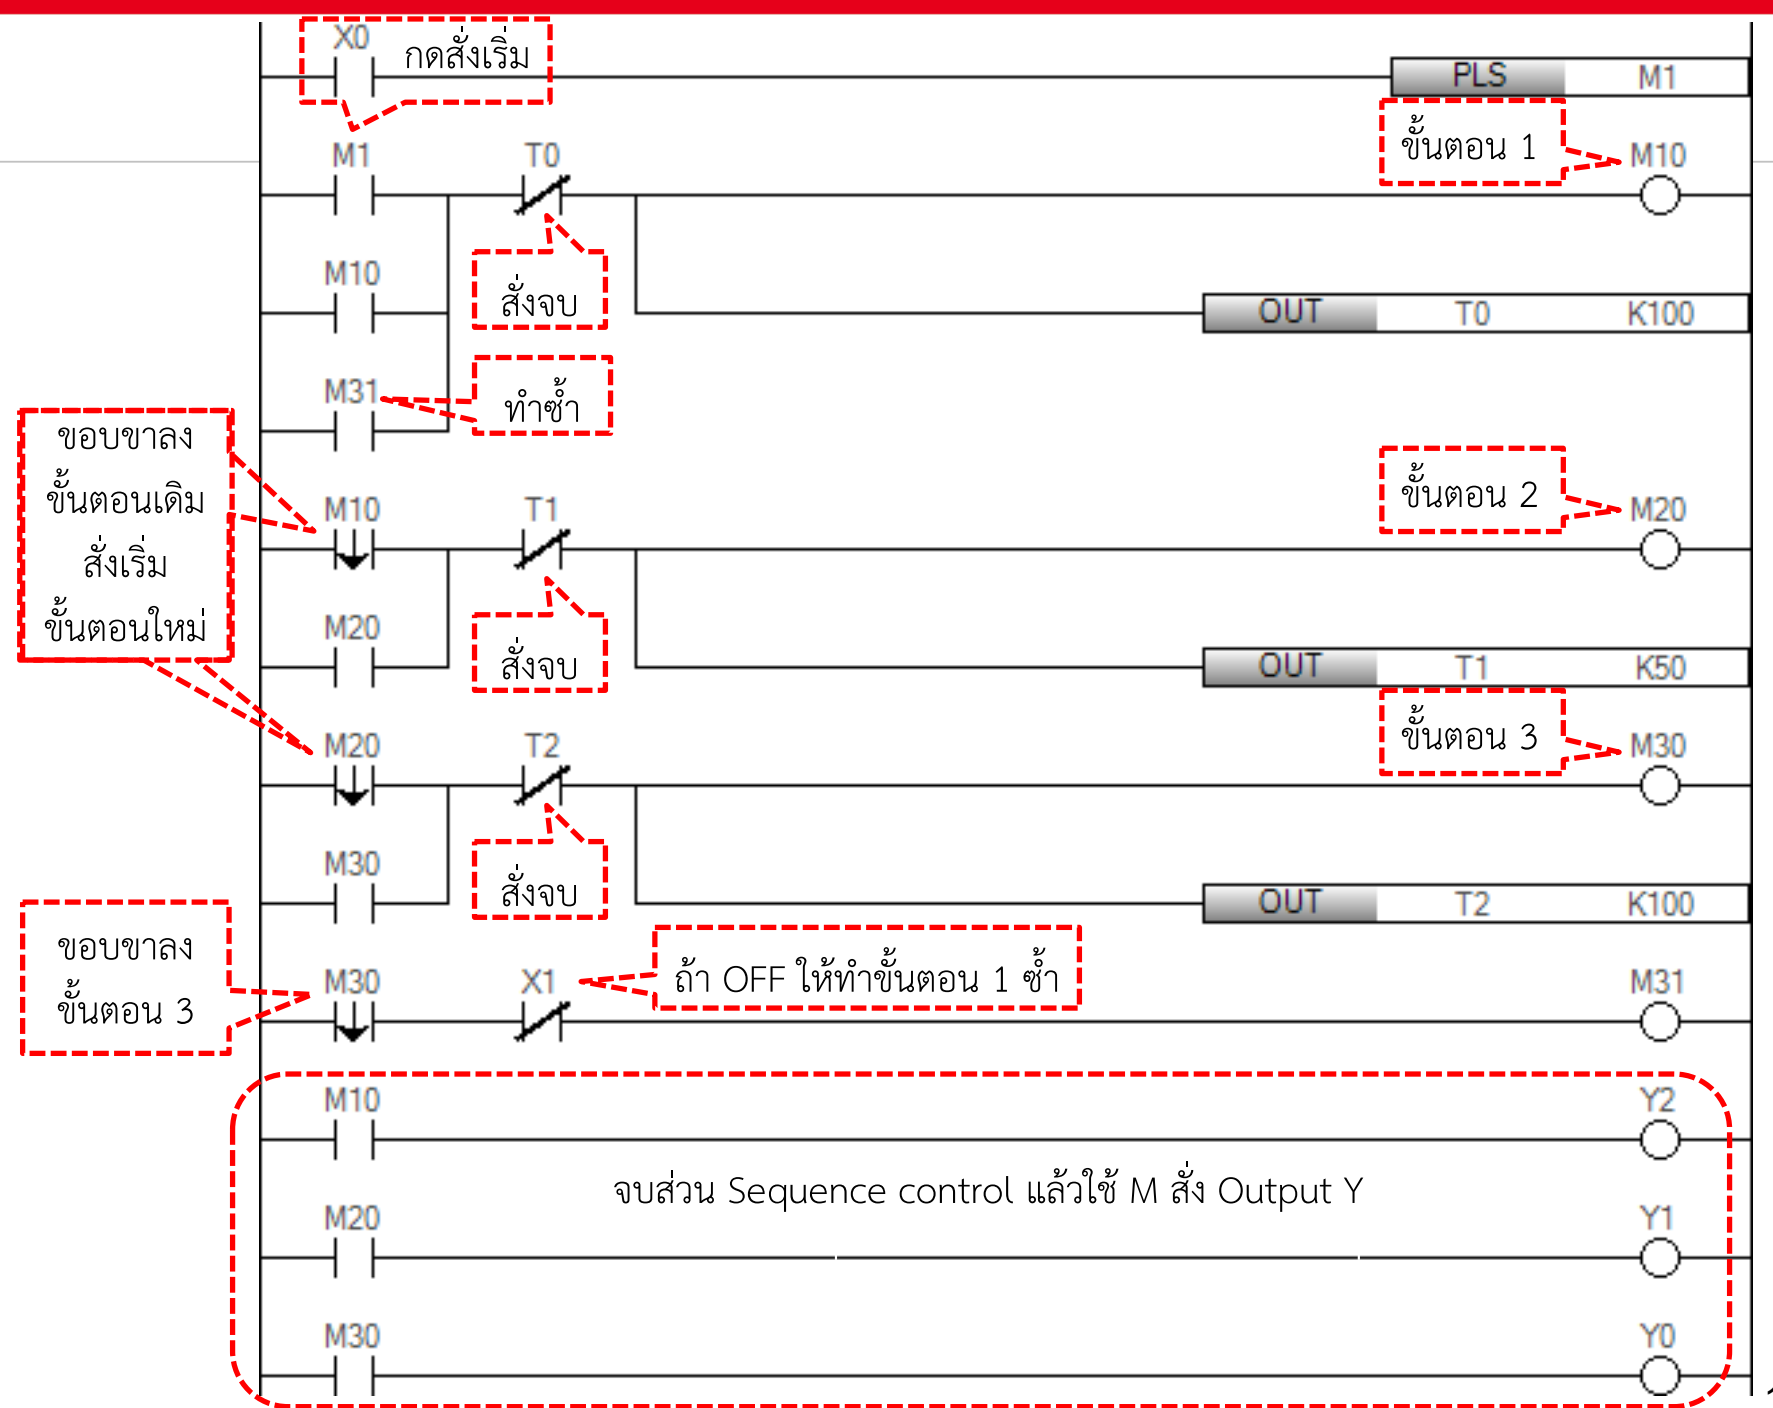 X0
กดสั่งเริ่ม
PLS M1
ขั้นตอน 1
M1 T0 M10
M10
สั่งจบ
OUT T0 K100
M31
ทำซ้ำ
ขอบขาลง
ขั้นตอนเดิม
สั่งเริ่ม
ขั้นตอนใหม่
ขั้นตอน 2
M10 T1 M20
M20
สั่งจบ
OUT T1 K50
ขั้นตอน 3
M20 T2 M30
M30
สั่งจบ
OUT T2 K100
ขอบขาลง
ขั้นตอน 3
ถ้า OFF ให้ทำขั้นตอน 1 ซ้ำ
M30 X1 M31
M10 Y2
จบส่วน Sequence control แล้วใช้ M สั่ง Output Y
M20 Y1
M30 Y0